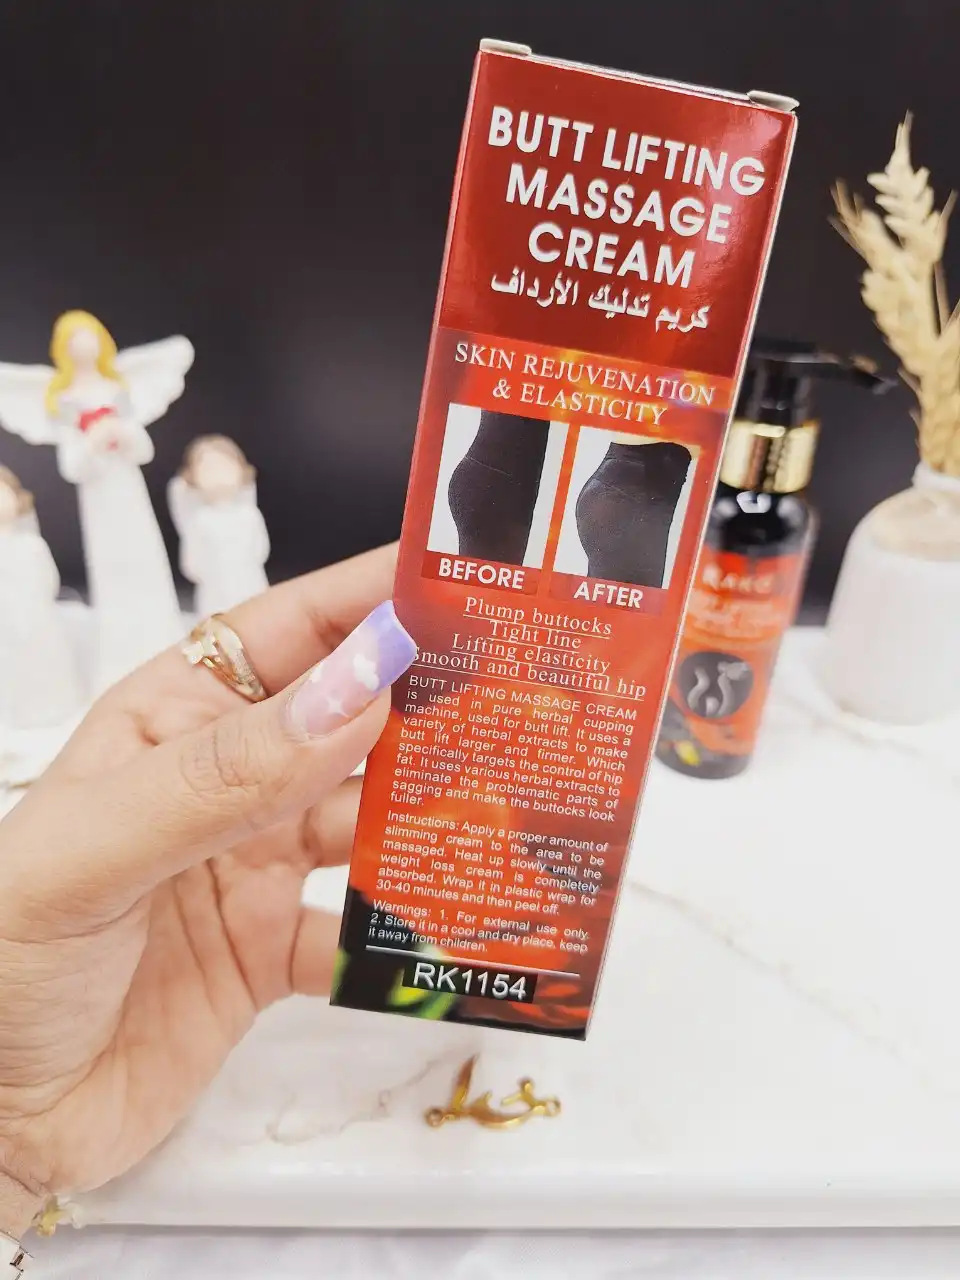 BUTT LIFTING
MASSAGE
CREAM
كريم تدليك الأرداف
SKIN REJUVENATION
& ELASTICITY
BEFORE
AFTER
Plump buttocks
Tight line
Lifting elasticity
Smooth and beautiful hip
BUTT LIFTING MASSAGE CREAM
is used in pure herbal cupping
machine, used for butt lift. It uses a
variety of herbal extracts to make
butt lift larger and firmer. Which
specifically targets the control of hip
fat. It uses various herbal extracts to
eliminate the problematic parts of
sagging and make the buttocks look
fuller.
Instructions: Apply a proper amount of
slimming cream to the area to be
massaged. Heat up slowly until the
weight loss cream is completely
absorbed. Wrap it in plastic wrap for
30-40 minutes and then peel off.
Warnings: 1. For external use only.
2. Store it in a cool and dry place, keep
it away from children.
RK1154